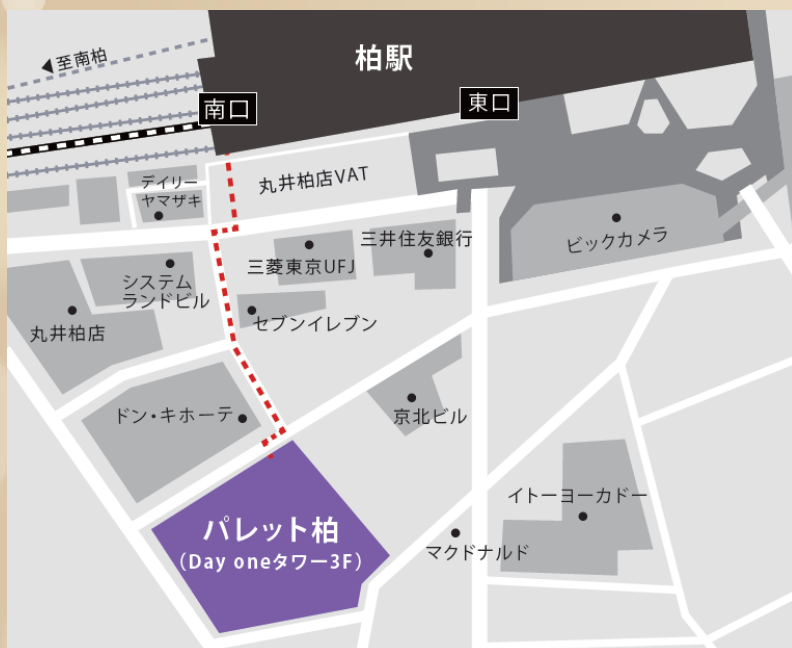 柏駅
◀至南柏
南口
東口
デイリー
ヤマザキ
丸井柏店VAT
三井住友銀行
ビックカメラ
三菱東京UFJ
システム
ランドビル
セブンイレブン
丸井柏店
ドン・キホーテ
京北ビル
イトーヨーカドー
パレット柏
(Day oneタワー3F)
マクドナルド